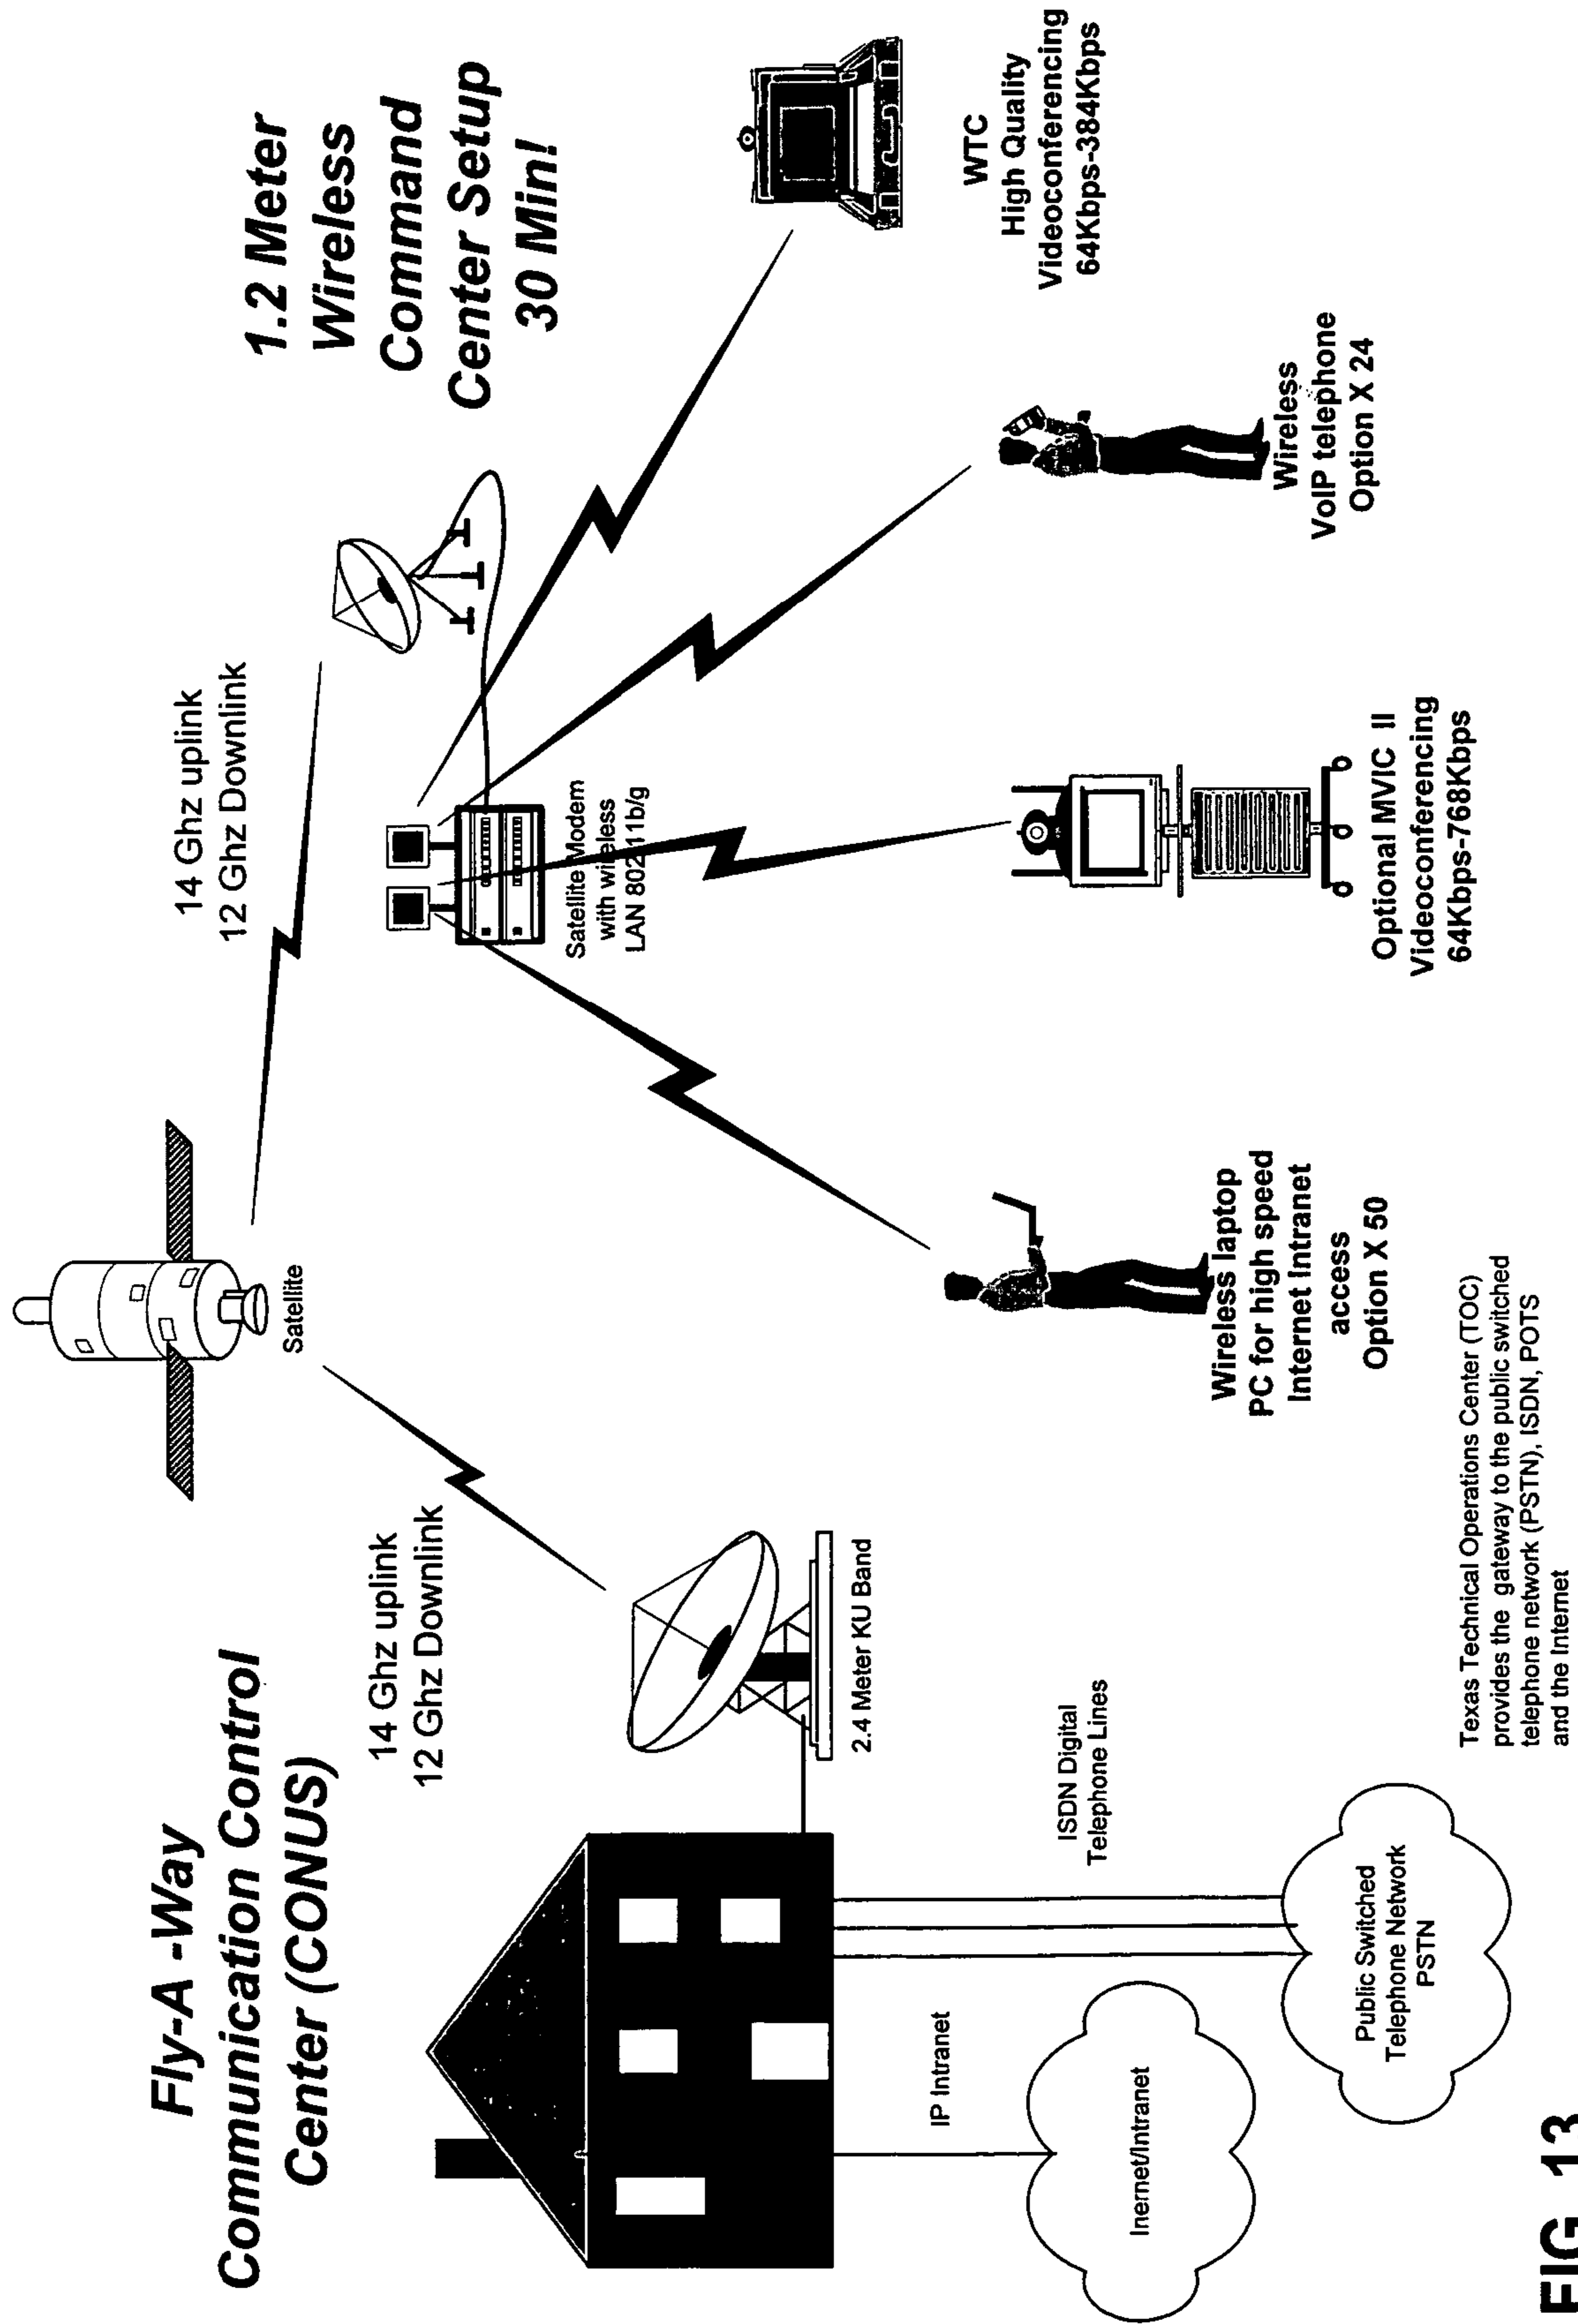 Fly-A -Way
Communication Control
Center (CONUS)
1.2 Meter
Wireless
Command
Center Setup
30 Min!
Satellite
14 Ghz uplink
12 Ghz Downlink
14 Ghz uplink
12 Ghz Downlink
2.4 Meter KU Band
Satellite Modem
with wireless
LAN 802.11b/g
IP Intranet
ISDN Digital
Telephone Lines
Inernet/Intranet
Public Switched
Telephone Network
PSTN
Wireless laptop
PC for high speed
Internet Intranet
access
Option X 50
Optional MVIC II
Videoconferencing
64Kbps-768Kbps
Wireless
VoIP telephone
Option X 24
WTC
High Quality
Videoconferencing
64Kbps-384Kbps
Texas Technical Operations Center (TOC)
provides the gateway to the public switched
telephone network (PSTN), ISDN, POTS
and the Internet
FIG. 13